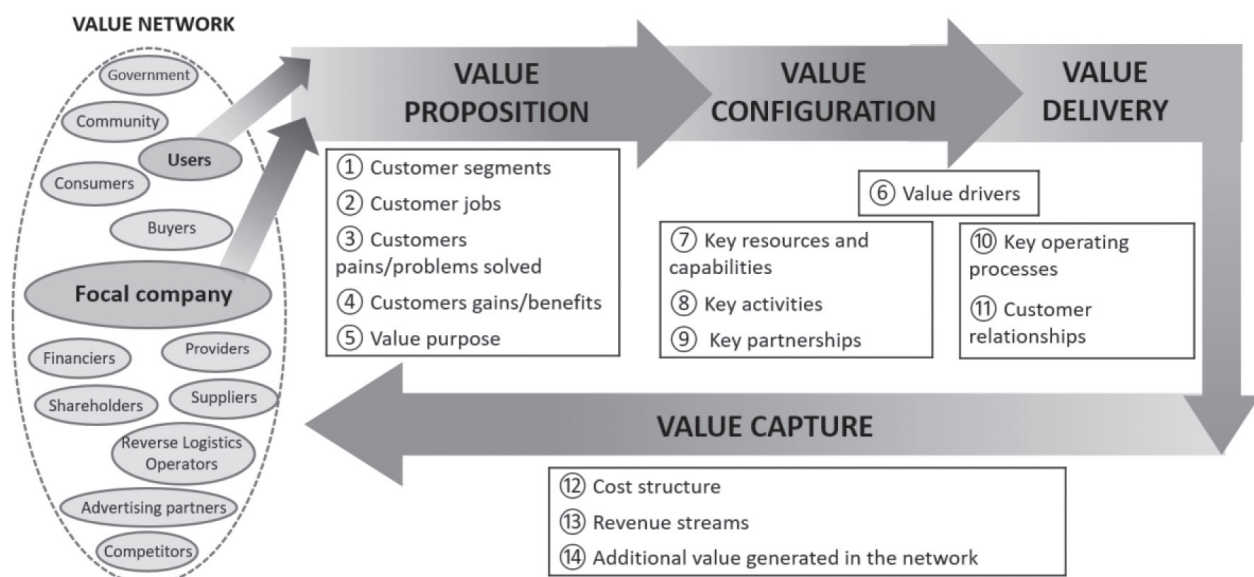 VALUE NETWORK
Government
Community
Users
Consumers
Buyers
Focal company
Financiers
Providers
Shareholders
Suppliers
Reverse Logistics
Operators
Advertising partners
Competitors
VALUE
PROPOSITION
① Customer segments
② Customer jobs
③ Customers
pains/problems solved
④ Customers gains/benefits
⑤ Value purpose
VALUE
CONFIGURATION
VALUE
DELIVERY
⑥ Value drivers
⑦ Key resources and
capabilities
⑧ Key activities
⑨ Key partnerships
⑩ Key operating
processes
⑪ Customer
relationships
VALUE CAPTURE
⑫ Cost structure
⑬ Revenue streams
⑭ Additional value generated in the network